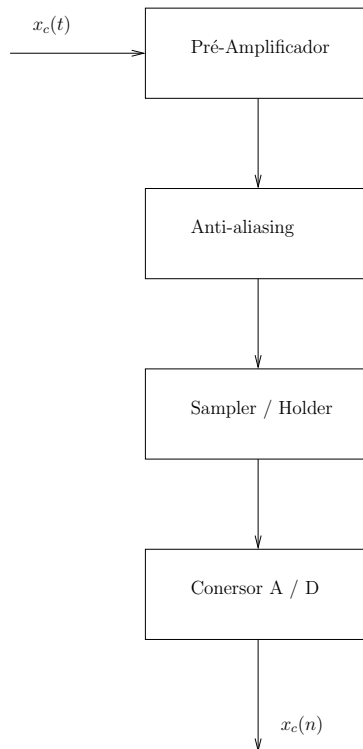 x_c(t)
Pré-Amplificador
Anti-aliasing
Sampler / Holder
Conersor A / D
x_c(n)